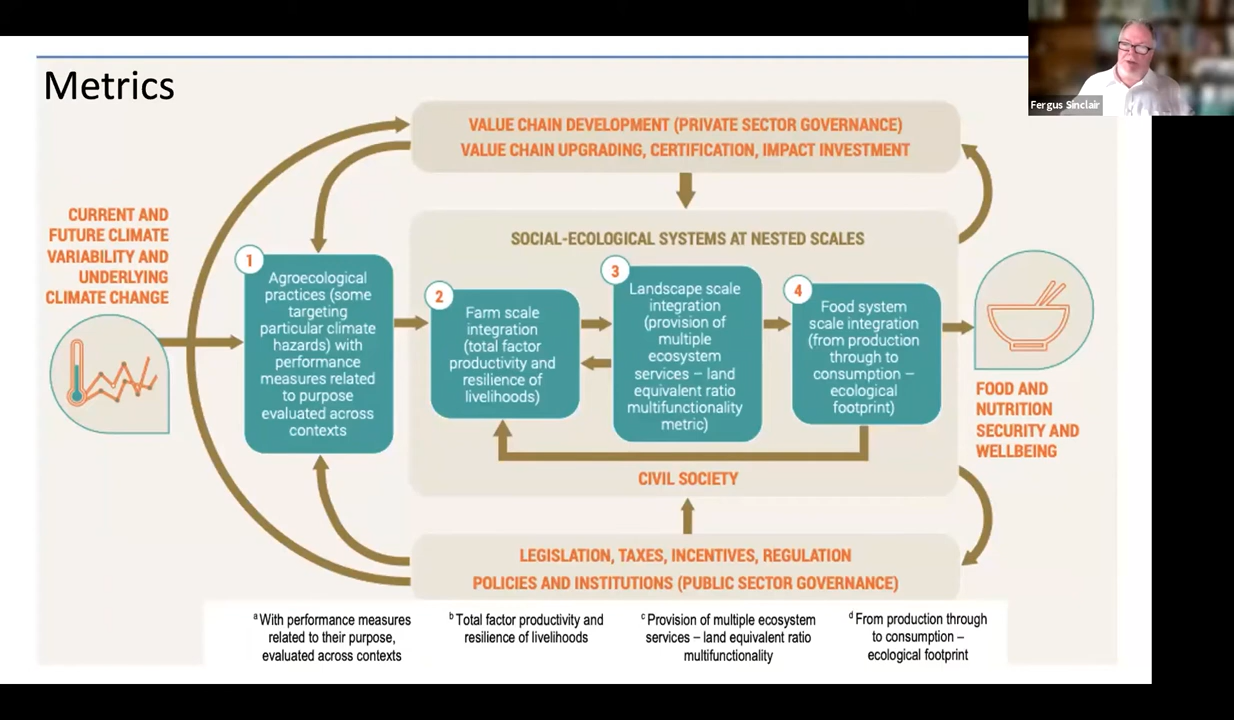 Metrics
Fergus Sinclair
VALUE CHAIN DEVELOPMENT (PRIVATE SECTOR GOVERNANCE)
VALUE CHAIN UPGRADING, CERTIFICATION, IMPACT INVESTMENT
CURRENT AND
FUTURE CLIMATE
VARIABILITY AND
UNDERLYING
CLIMATE CHANGE
SOCIAL-ECOLOGICAL SYSTEMS AT NESTED SCALES
1
Agroecological
practices (some
targeting
particular climate
hazards) with
performance
measures related
to purpose
evaluated across
contexts
2
Farm scale
integration
(total factor
productivity and
resilience of
livelihoods)
3
Landscape scale
integration
(provision of
multiple
ecosystem
services – land
equivalent ratio
multifunctionality
metric)
4
Food system
scale integration
(from production
through to
consumption –
ecological
footprint)
FOOD AND
NUTRITION
SECURITY AND
WELLBEING
CIVIL SOCIETY
LEGISLATION, TAXES, INCENTIVES, REGULATION
POLICIES AND INSTITUTIONS (PUBLIC SECTOR GOVERNANCE)
a With performance measures
related to their purpose,
evaluated across contexts
b Total factor productivity and
resilience of livelihoods
c Provision of multiple ecosystem
services – land equivalent ratio
multifunctionality
d From production through
to consumption –
ecological footprint